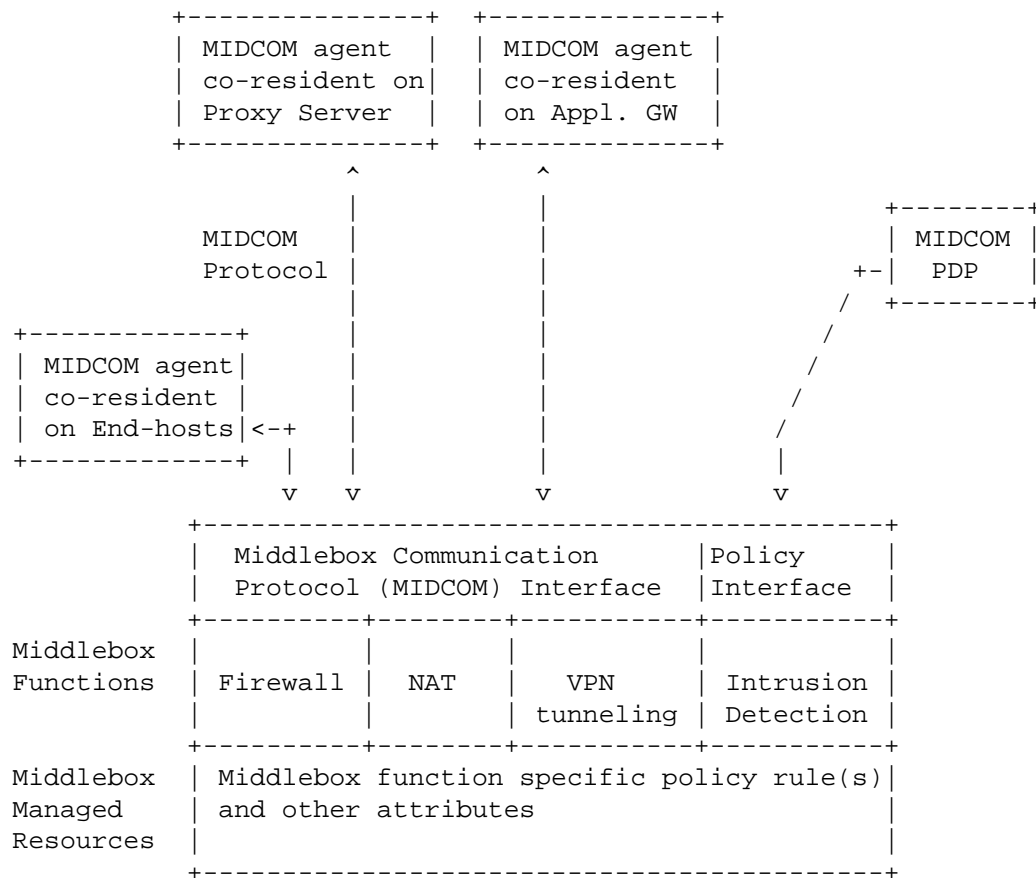 MIDCOM agent
co-resident on
Proxy Server
MIDCOM agent
co-resident
on Appl. GW
MIDCOM
Protocol
MIDCOM
PDP
MIDCOM agent
co-resident
on End-hosts
Middlebox Communication
Protocol (MIDCOM) Interface
Policy
Interface
Middlebox
Functions
Firewall
NAT
VPN
tunneling
Intrusion
Detection
Middlebox
Managed
Resources
Middlebox function specific policy rule(s)
and other attributes